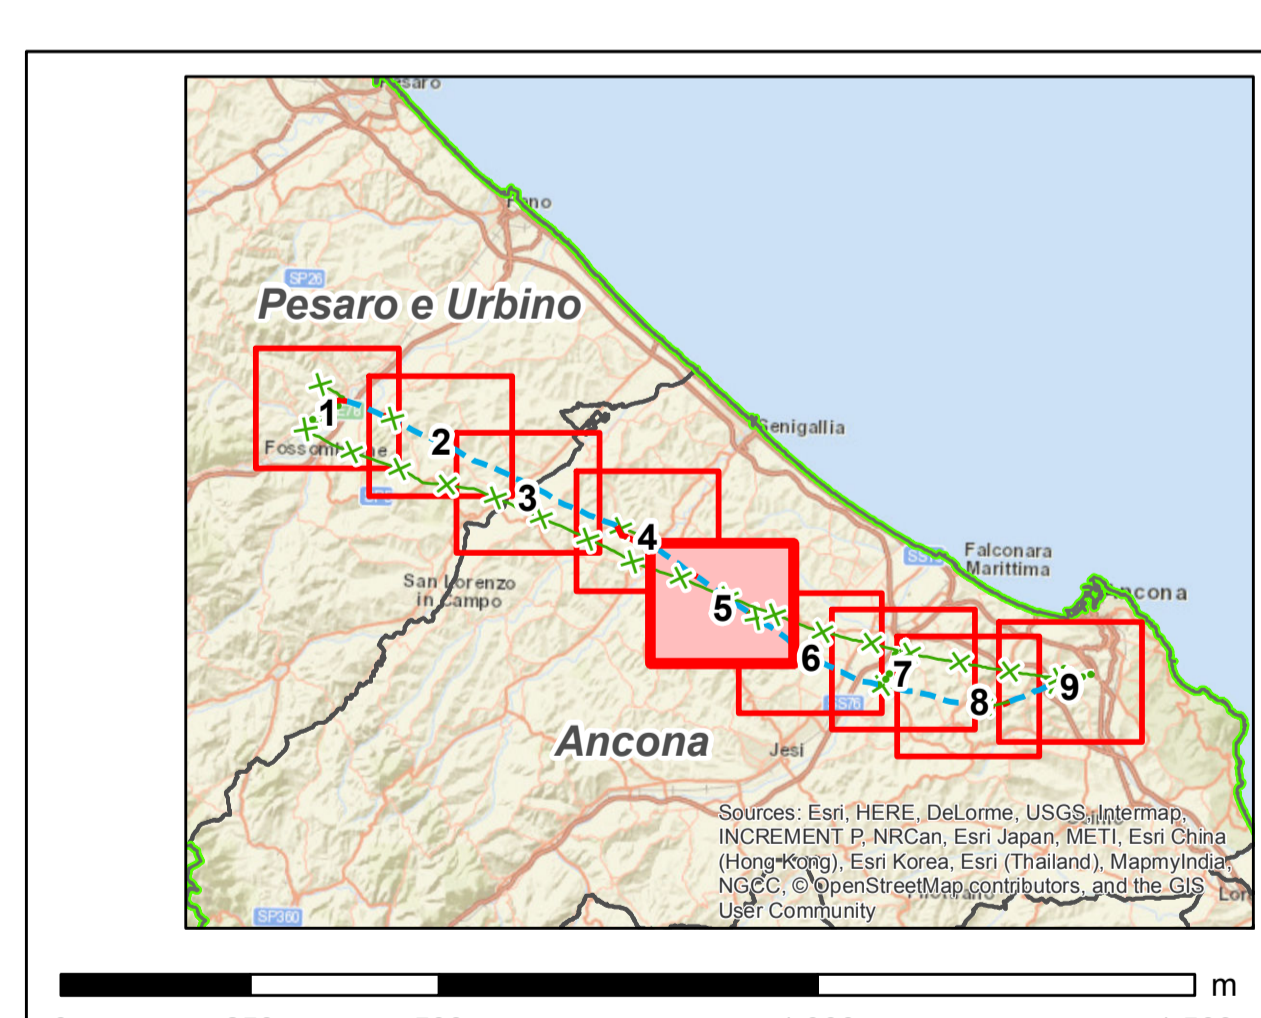 Fano
SP26
Pesaro e Urbino
1
E78
2
Senigallia
3
4
Falconara
Marittima
San Lorenzo
in Campo
5
6
7
SS76
8
9
Ancona
Jesi
Sources: Esri, HERE, DeLorme, USGS, Intermap,
INCREMENT P, NRCan, Esri Japan, METI, Esri China
(Hong Kong), Esri Korea, Esri (Thailand), MapmyIndia,
NGCC, © OpenStreetMap contributors, and the GIS
User Community
SP360
m